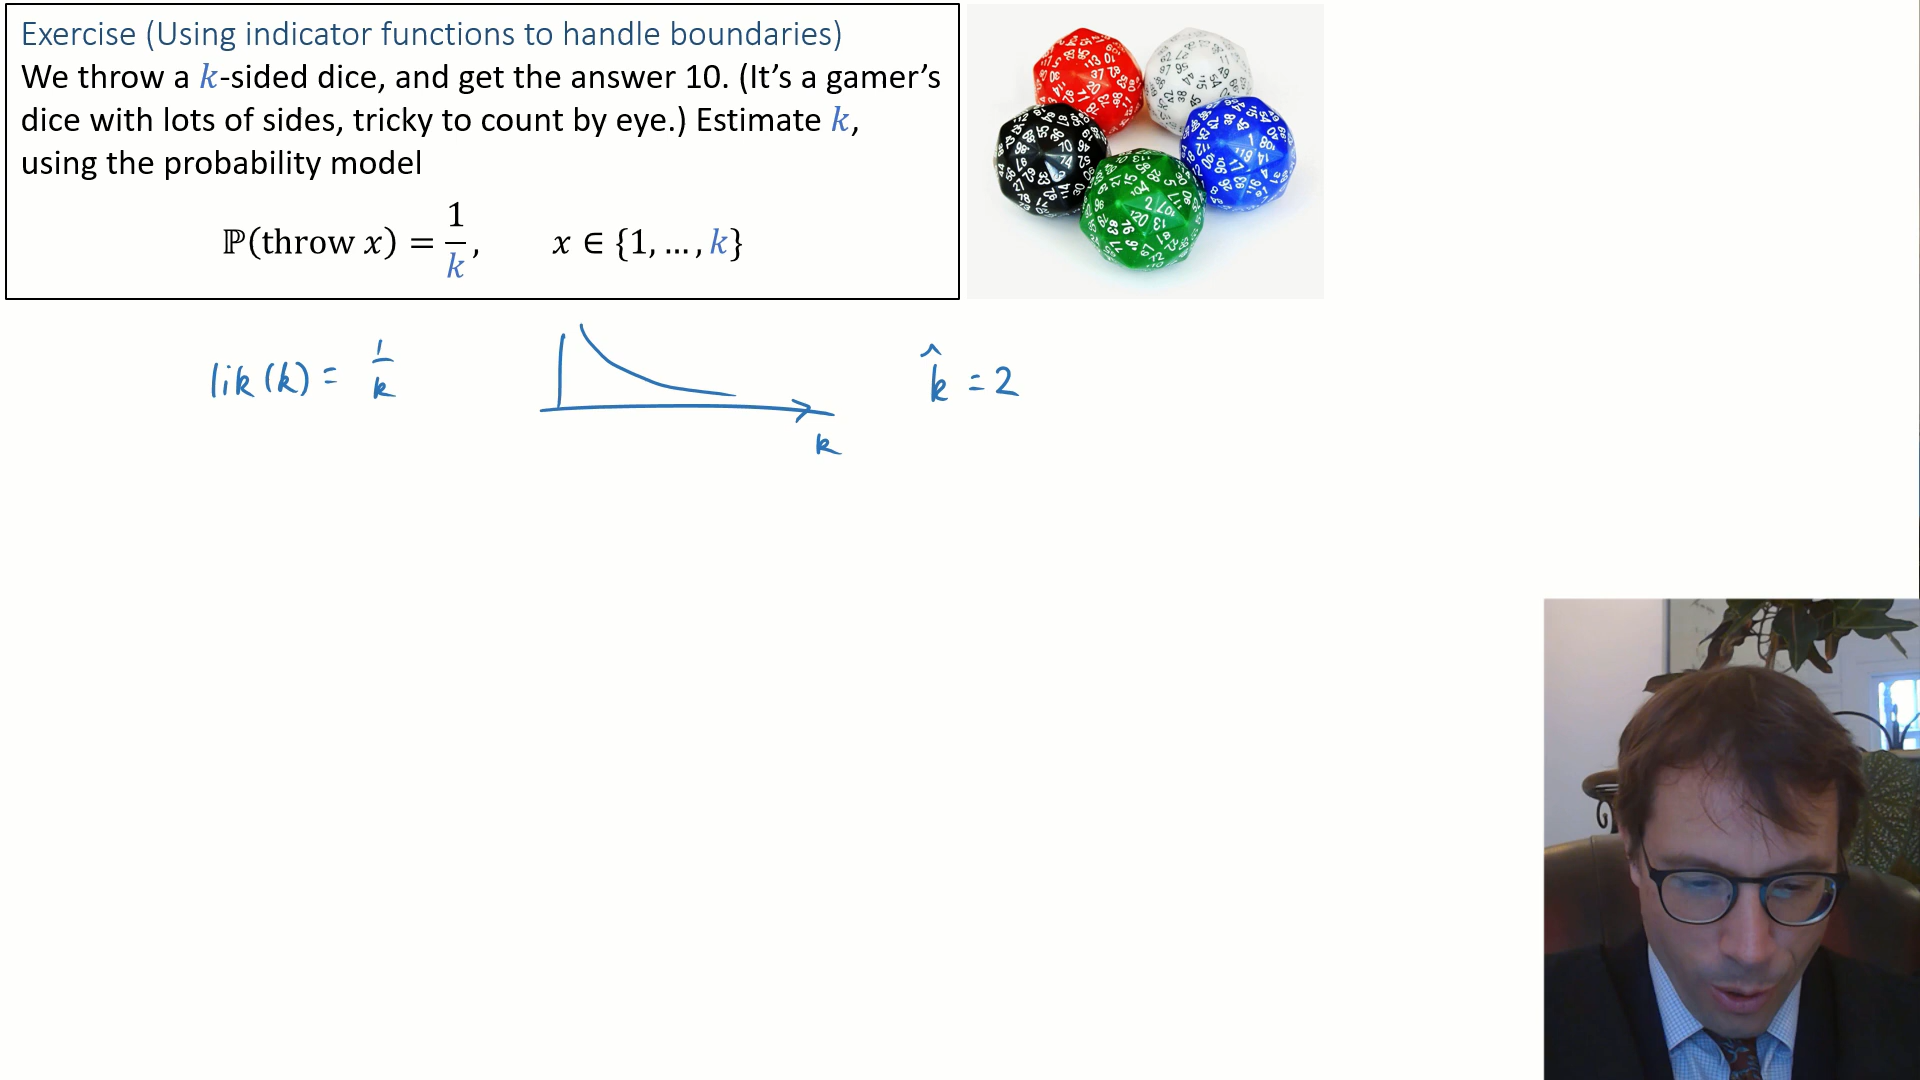 Exercise (Using indicator functions to handle boundaries)
We throw a k-sided dice, and get the answer 10. (It’s a gamer’s
dice with lots of sides, tricky to count by eye.) Estimate k,
using the probability model
ℙ(throw x) = 1/k, x ∈ {1, … , k}
lik(k) = 1/k
k
k̂ = 2